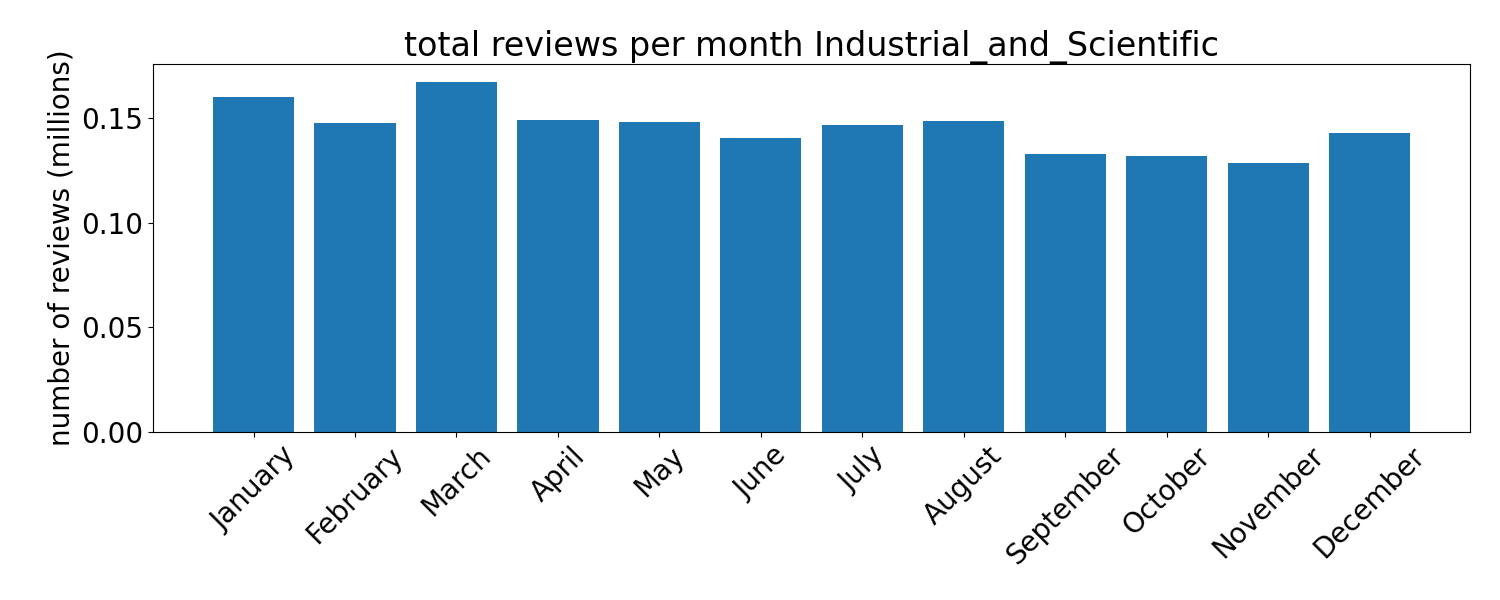 total reviews per month Industrial_and_Scientific
number of reviews (millions)
0.15
0.10
0.05
0.00
January
February
March
April
May
June
July
August
September
October
November
December